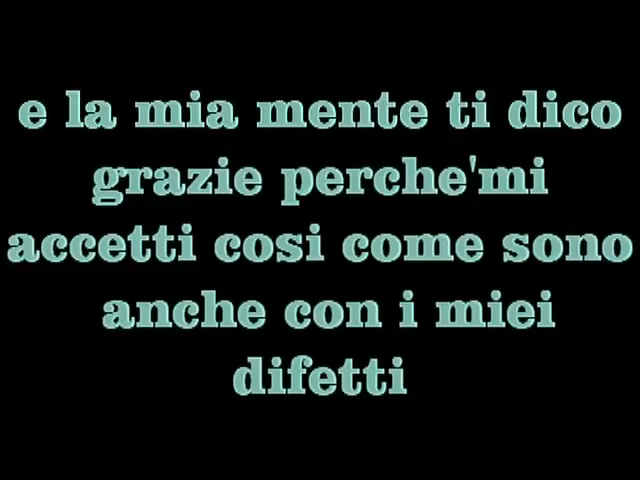 e la mia mente ti dico
grazie perche'mi
accetti cosi come sono
anche con i miei
difetti